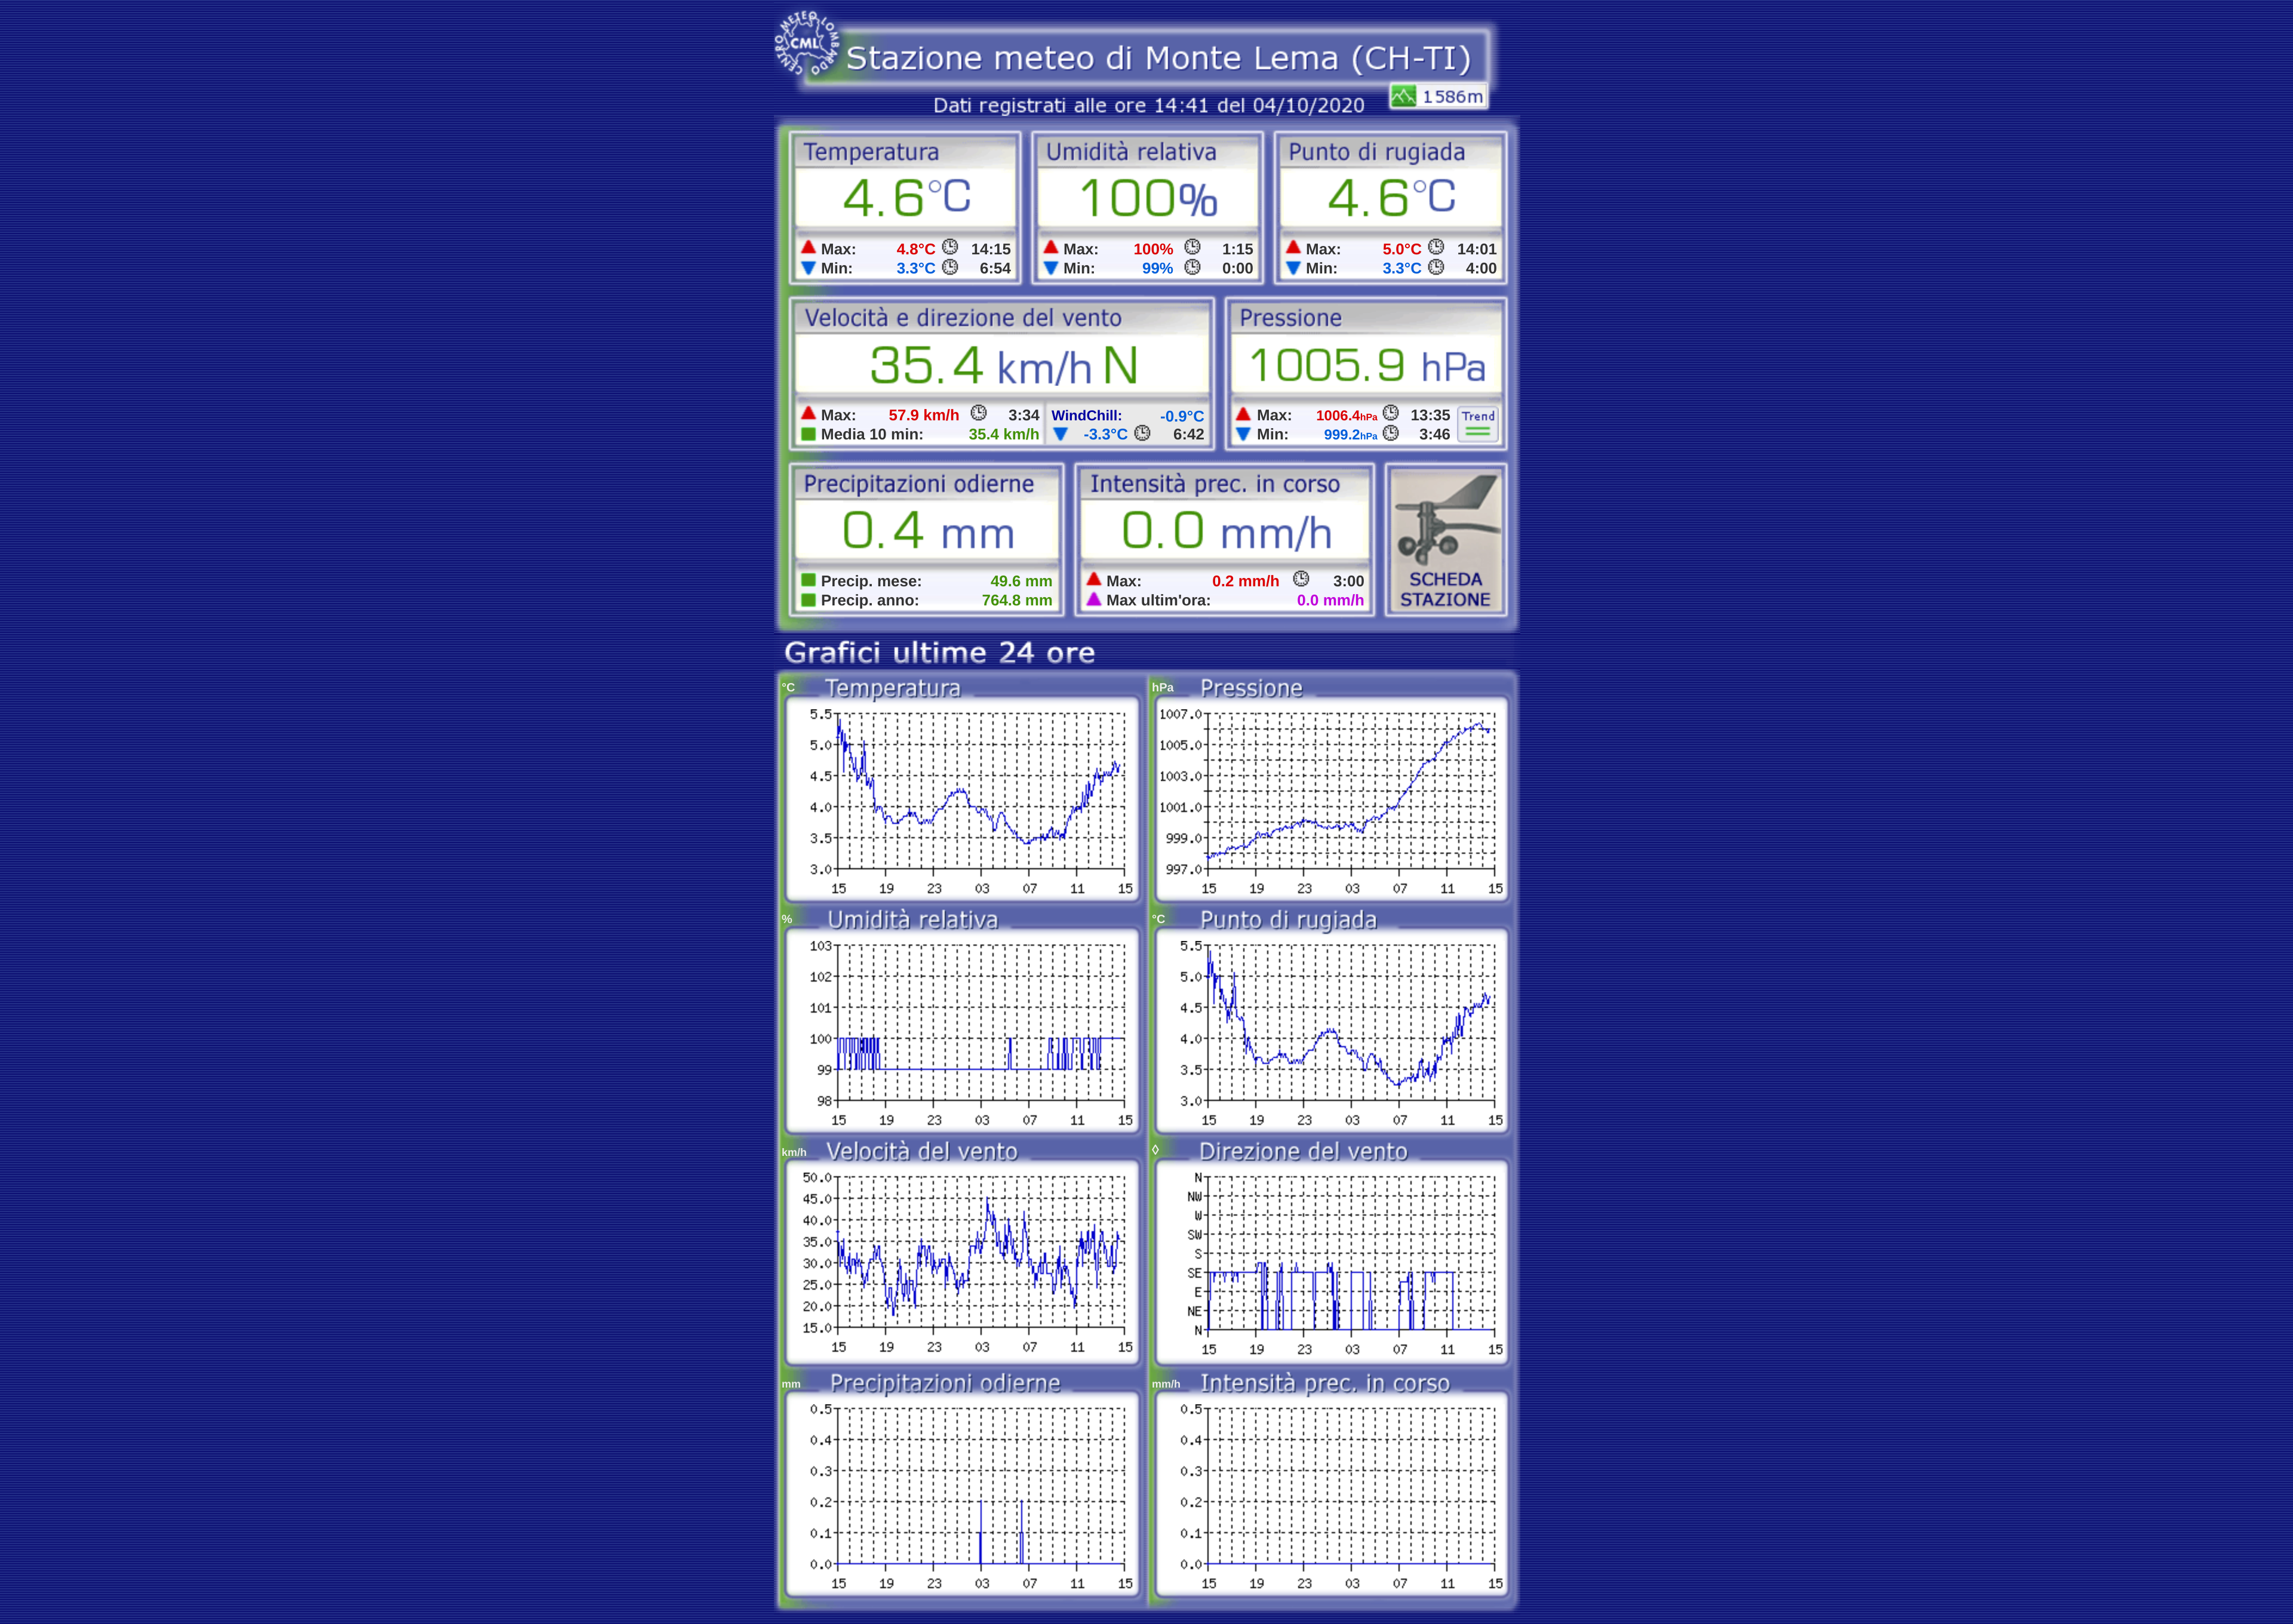 CENTRO METEO LOMBARDO
CML
Stazione meteo di Monte Lema (CH-TI)
Dati registrati alle ore 14:41 del 04/10/2020
1586m
Temperatura Umidità relativa Punto di rugiada
4.6°C 100% 4.6°C
Max: 4.8°C 14:15 Max: 100% 1:15 Max: 5.0°C 14:01
Min: 3.3°C 6:54 Min: 99% 0:00 Min: 3.3°C 4:00
Velocità e direzione del vento Pressione
35.4 km/h N 1005.9 hPa
Max: 57.9 km/h 3:34 WindChill: -0.9°C Max: 1006.4hPa 13:35 Trend
Media 10 min: 35.4 km/h -3.3°C 6:42 Min: 999.2hPa 3:46
Precipitazioni odierne Intensità prec. in corso
0.4 mm 0.0 mm/h
Precip. mese: 49.6 mm Max: 0.2 mm/h 3:00 SCHEDA
Precip. anno: 764.8 mm Max ultim'ora: 0.0 mm/h STAZIONE
Grafici ultime 24 ore
°C Temperatura hPa Pressione
5.5 1007.0
5.0 1005.0
4.5 1003.0
4.0 1001.0
3.5 999.0
3.0 997.0
15 19 23 03 07 11 15 15 19 23 03 07 11 15
% Umidità relativa °C Punto di rugiada
103 5.5
102 5.0
101 4.5
100 4.0
99 3.5
98 3.0
15 19 23 03 07 11 15 15 19 23 03 07 11 15
km/h Velocità del vento ◊ Direzione del vento
50.0 N
45.0 NW
40.0 W
35.0 SW
30.0 S
25.0 SE
20.0 E
15.0 NE
N
15 19 23 03 07 11 15 15 19 23 03 07 11 15
mm Precipitazioni odierne mm/h Intensità prec. in corso
0.5 0.5
0.4 0.4
0.3 0.3
0.2 0.2
0.1 0.1
0.0 0.0
15 19 23 03 07 11 15 15 19 23 03 07 11 15